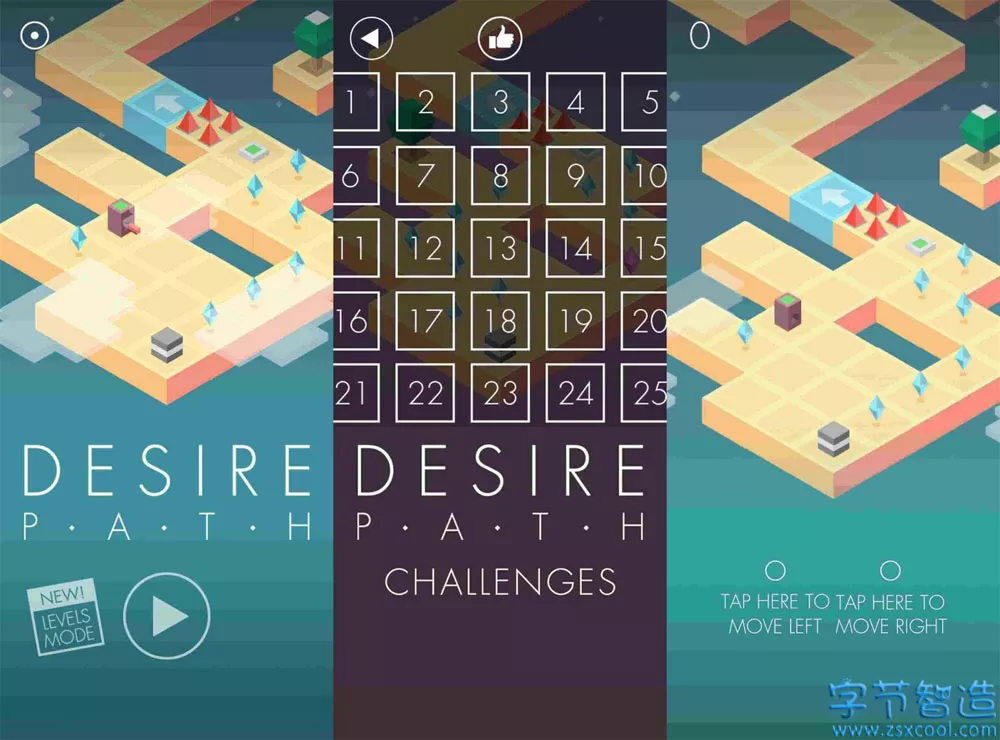 DESIRE
P·A·T·H
NEW!
LEVELS
MODE
1 2 3 4 5
6 7 8 9 10
11 12 13 14 15
16 17 18 19 20
21 22 23 24 25
DESIRE
P·A·T·H
CHALLENGES
0
TAP HERE TO
MOVE LEFT
TAP HERE TO
MOVE RIGHT
字节智造
www.zsxcool.com